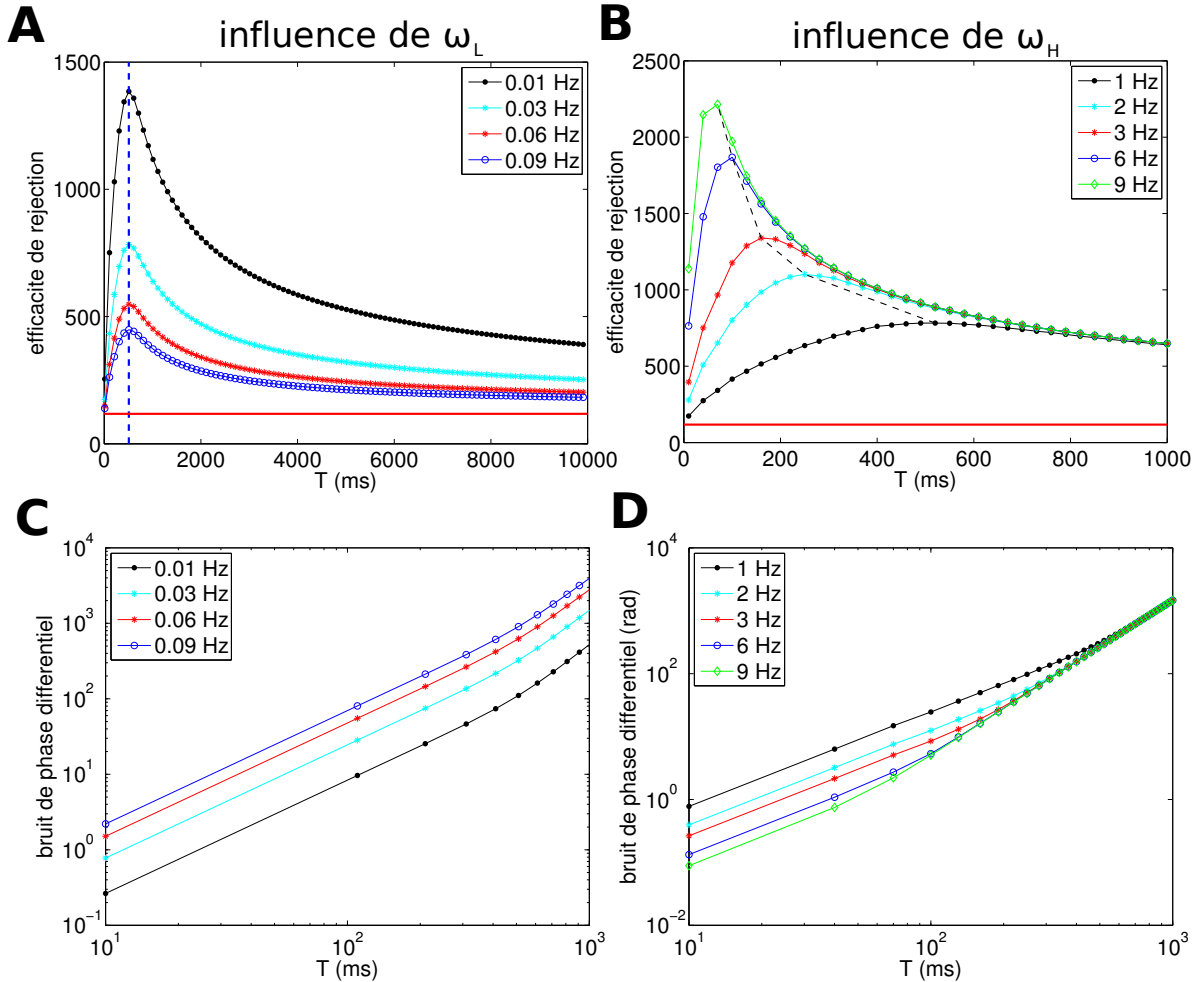 A
influence de ωL
efficacite de rejection
1500
1000
500
0
0
2000
4000
6000
8000
10000
T (ms)
0.01 Hz
0.03 Hz
0.06 Hz
0.09 Hz
B
influence de ωH
efficacite de rejection
2500
2000
1500
1000
500
0
0
200
400
600
800
1000
T (ms)
1 Hz
2 Hz
3 Hz
6 Hz
9 Hz
C
bruit de phase differentiel
10^4
10^3
10^2
10^1
10^0
10^-1
10^1
10^2
10^3
T (ms)
0.01 Hz
0.03 Hz
0.06 Hz
0.09 Hz
D
bruit de phase differentiel (rad)
10^4
10^2
10^0
10^-2
10^1
10^2
10^3
T (ms)
1 Hz
2 Hz
3 Hz
6 Hz
9 Hz